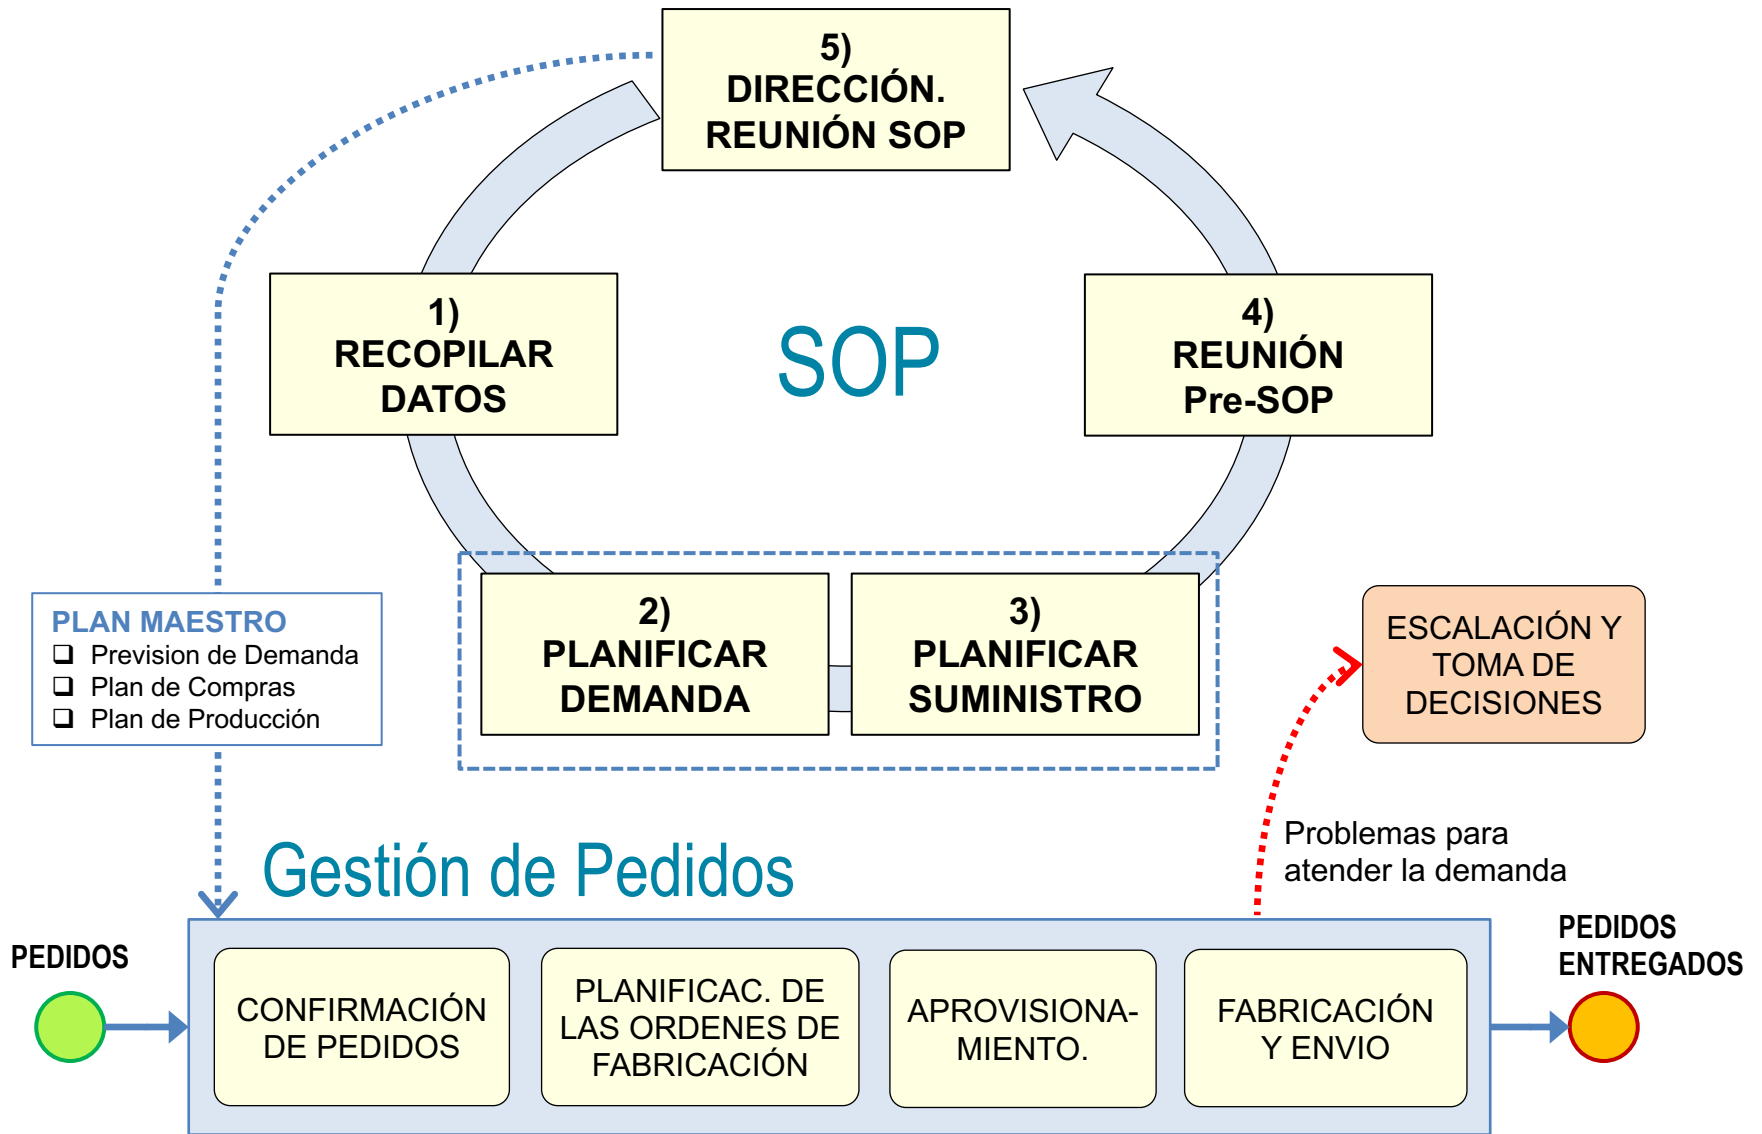 5)
DIRECCIÓN.
REUNIÓN SOP
1)
RECOPILAR
DATOS
SOP
4)
REUNIÓN
Pre-SOP
2)
PLANIFICAR
DEMANDA
3)
PLANIFICAR
SUMINISTRO
PLAN MAESTRO
❑ Prevision de Demanda
❑ Plan de Compras
❑ Plan de Producción
ESCALACIÓN Y
TOMA DE
DECISIONES
Problemas para
atender la demanda
Gestión de Pedidos
PEDIDOS
CONFIRMACIÓN
DE PEDIDOS
PLANIFICAC. DE
LAS ORDENES DE
FABRICACIÓN
APROVISIONA-
MIENTO.
FABRICACIÓN
Y ENVIO
PEDIDOS
ENTREGADOS